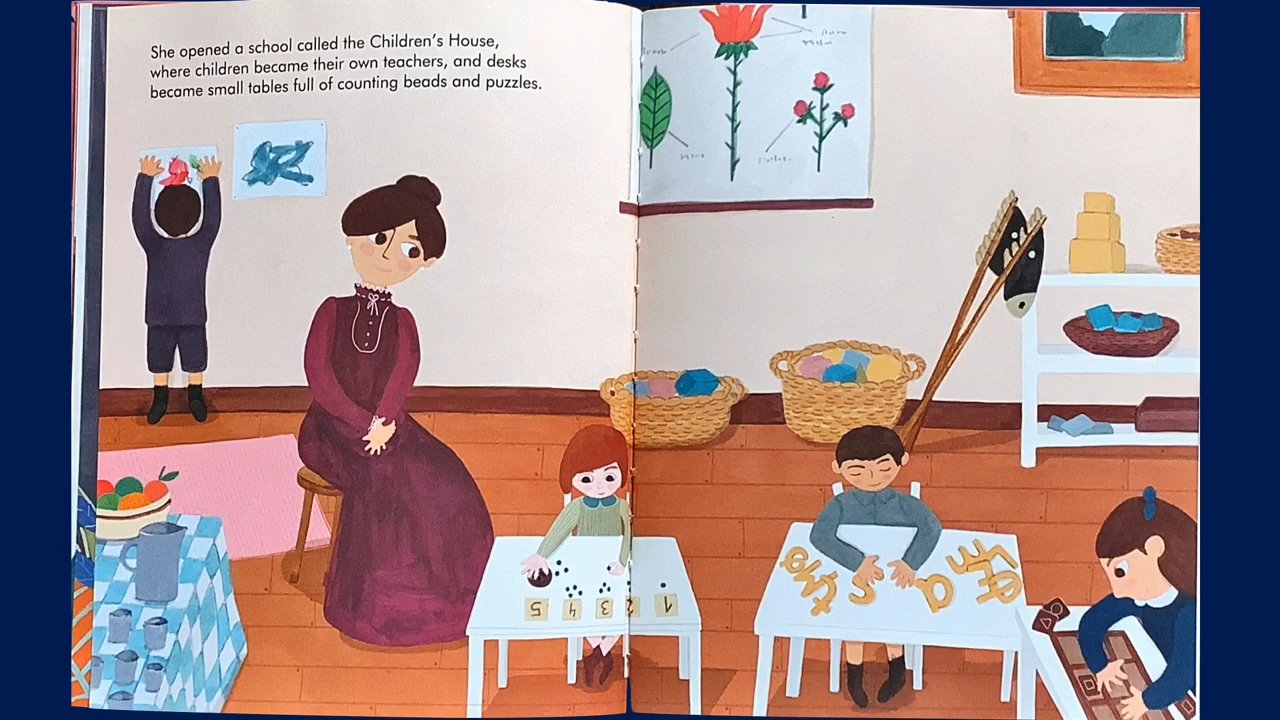 She opened a school called the Children's House,
where children became their own teachers, and desks
became small tables full of counting beads and puzzles.
5 4 3 2 1